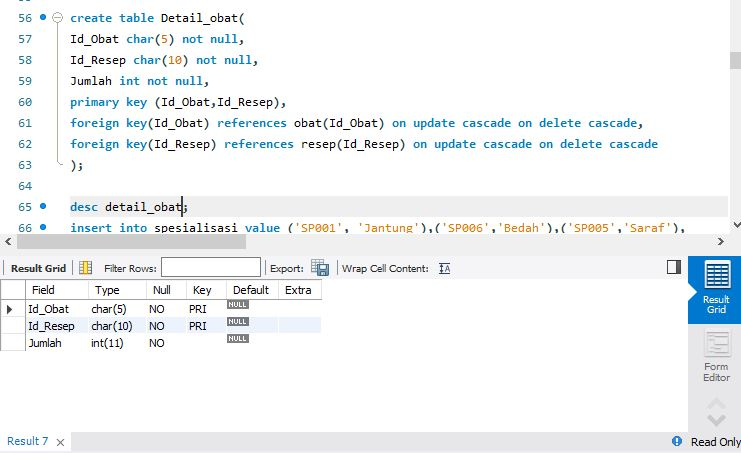 56 create table Detail_obat(
57 Id_Obat char(5) not null,
58 Id_Resep char(10) not null,
59 Jumlah int not null,
60 primary key (Id_Obat,Id_Resep),
61 foreign key(Id_Obat) references obat(Id_Obat) on update cascade on delete cascade,
62 foreign key(Id_Resep) references resep(Id_Resep) on update cascade on delete cascade
63 );
65 desc detail_obat;
66 insert into spesialisasi value ('SP001', 'Jantung'),('SP006','Bedah'),('SP005','Saraf'),
Result Grid Filter Rows: Export: Wrap Cell Content: IA
Field Type Null Key Default Extra
Id_Obat char(5) NO PRI NULL
Id_Resep char(10) NO PRI NULL
Jumlah int(11) NO NULL
Result
Grid
Form
Editor
Result 7 × Read Only